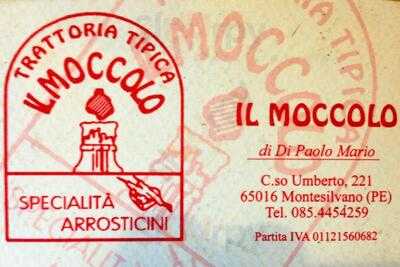 TRATTORIA TIPICA
IL MOCCOLO
SPECIALITÀ
ARROSTICINI
IL MOCCOLO
di Di Paolo Mario
C.so Umberto, 221
65016 Montesilvano (PE)
Tel. 085.4454259
Partita IVA 01121560682